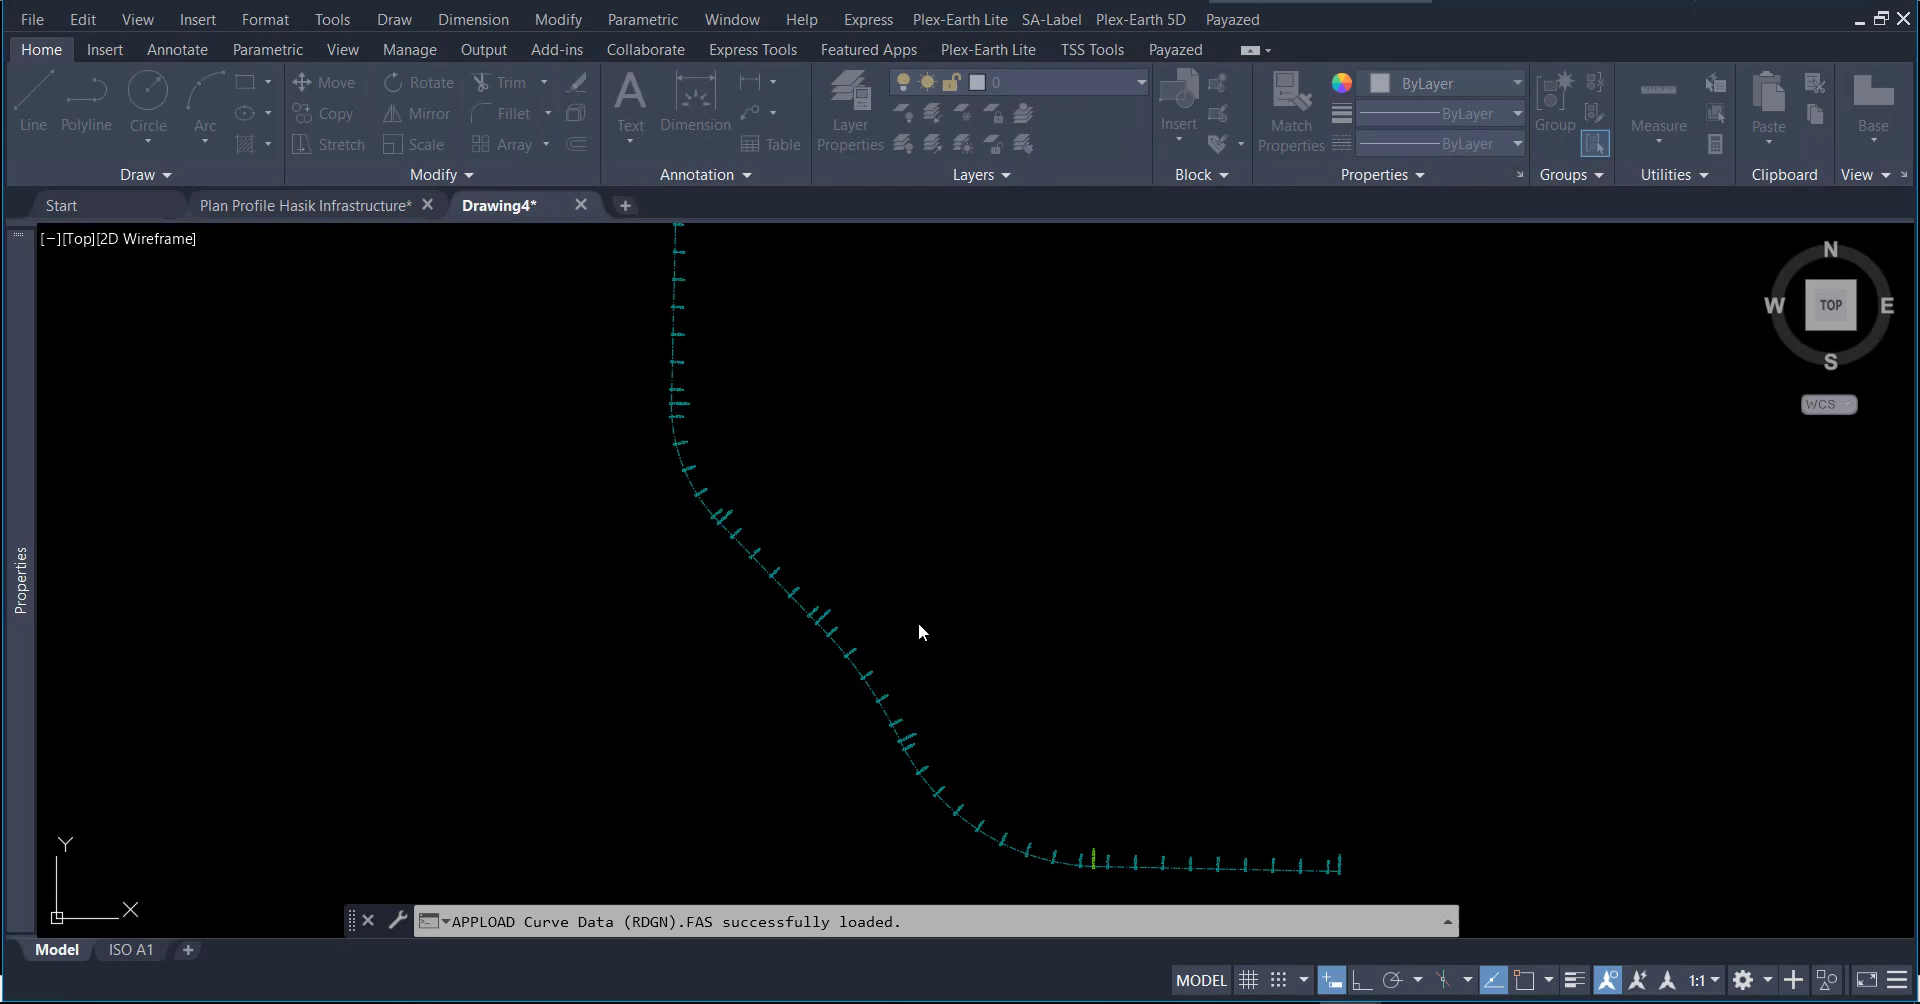 File Edit View Insert Format Tools Draw Dimension Modify Parametric Window Help Express Plex-Earth Lite SA-Label Plex-Earth 5D Payazed
Home Insert Annotate Parametric View Manage Output Add-ins Collaborate Express Tools Featured Apps Plex-Earth Lite TSS Tools Payazed
Line Polyline Circle Arc
Move Rotate Trim
Copy Mirror Fillet
Stretch Scale Array
Text Dimension Table
Layer Properties
0
Insert
Match Properties
ByLayer
ByLayer
ByLayer
Group
Measure
Paste
Base
Draw Modify Annotation Layers Block Properties Groups Utilities Clipboard View
Start Plan Profile Hasik Infrastructure* Drawing4*
[−][Top][2D Wireframe]
N
W TOP E
S
WCS
Properties
Y
X
APPLOAD Curve Data (RDGN).FAS successfully loaded.
Model ISO A1
MODEL 1:1